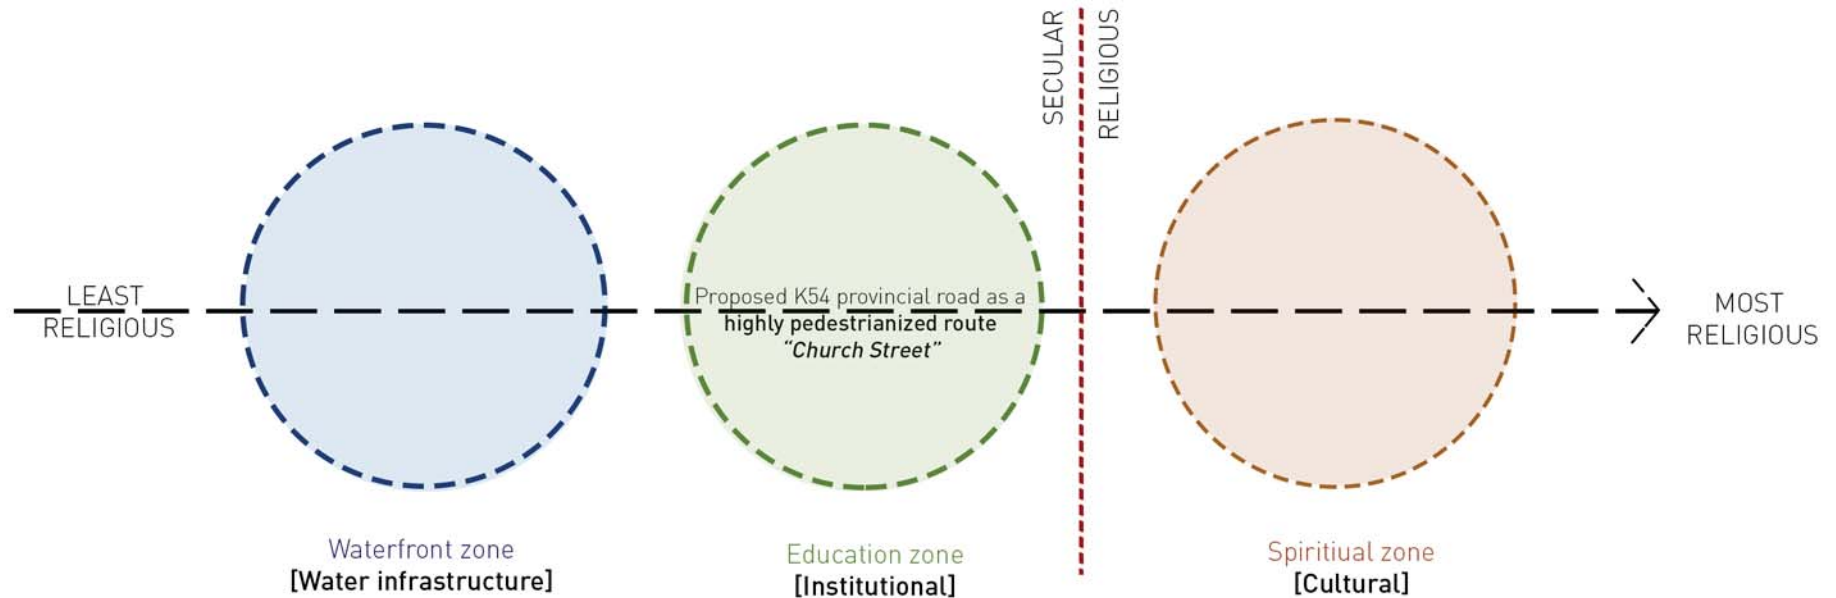 SECULAR
RELIGIOUS
LEAST
RELIGIOUS
Proposed K54 provincial road as a
highly pedestrianized route
“Church Street”
MOST
RELIGIOUS
Waterfront zone
[Water infrastructure]
Education zone
[Institutional]
Spiritiual zone
[Cultural]